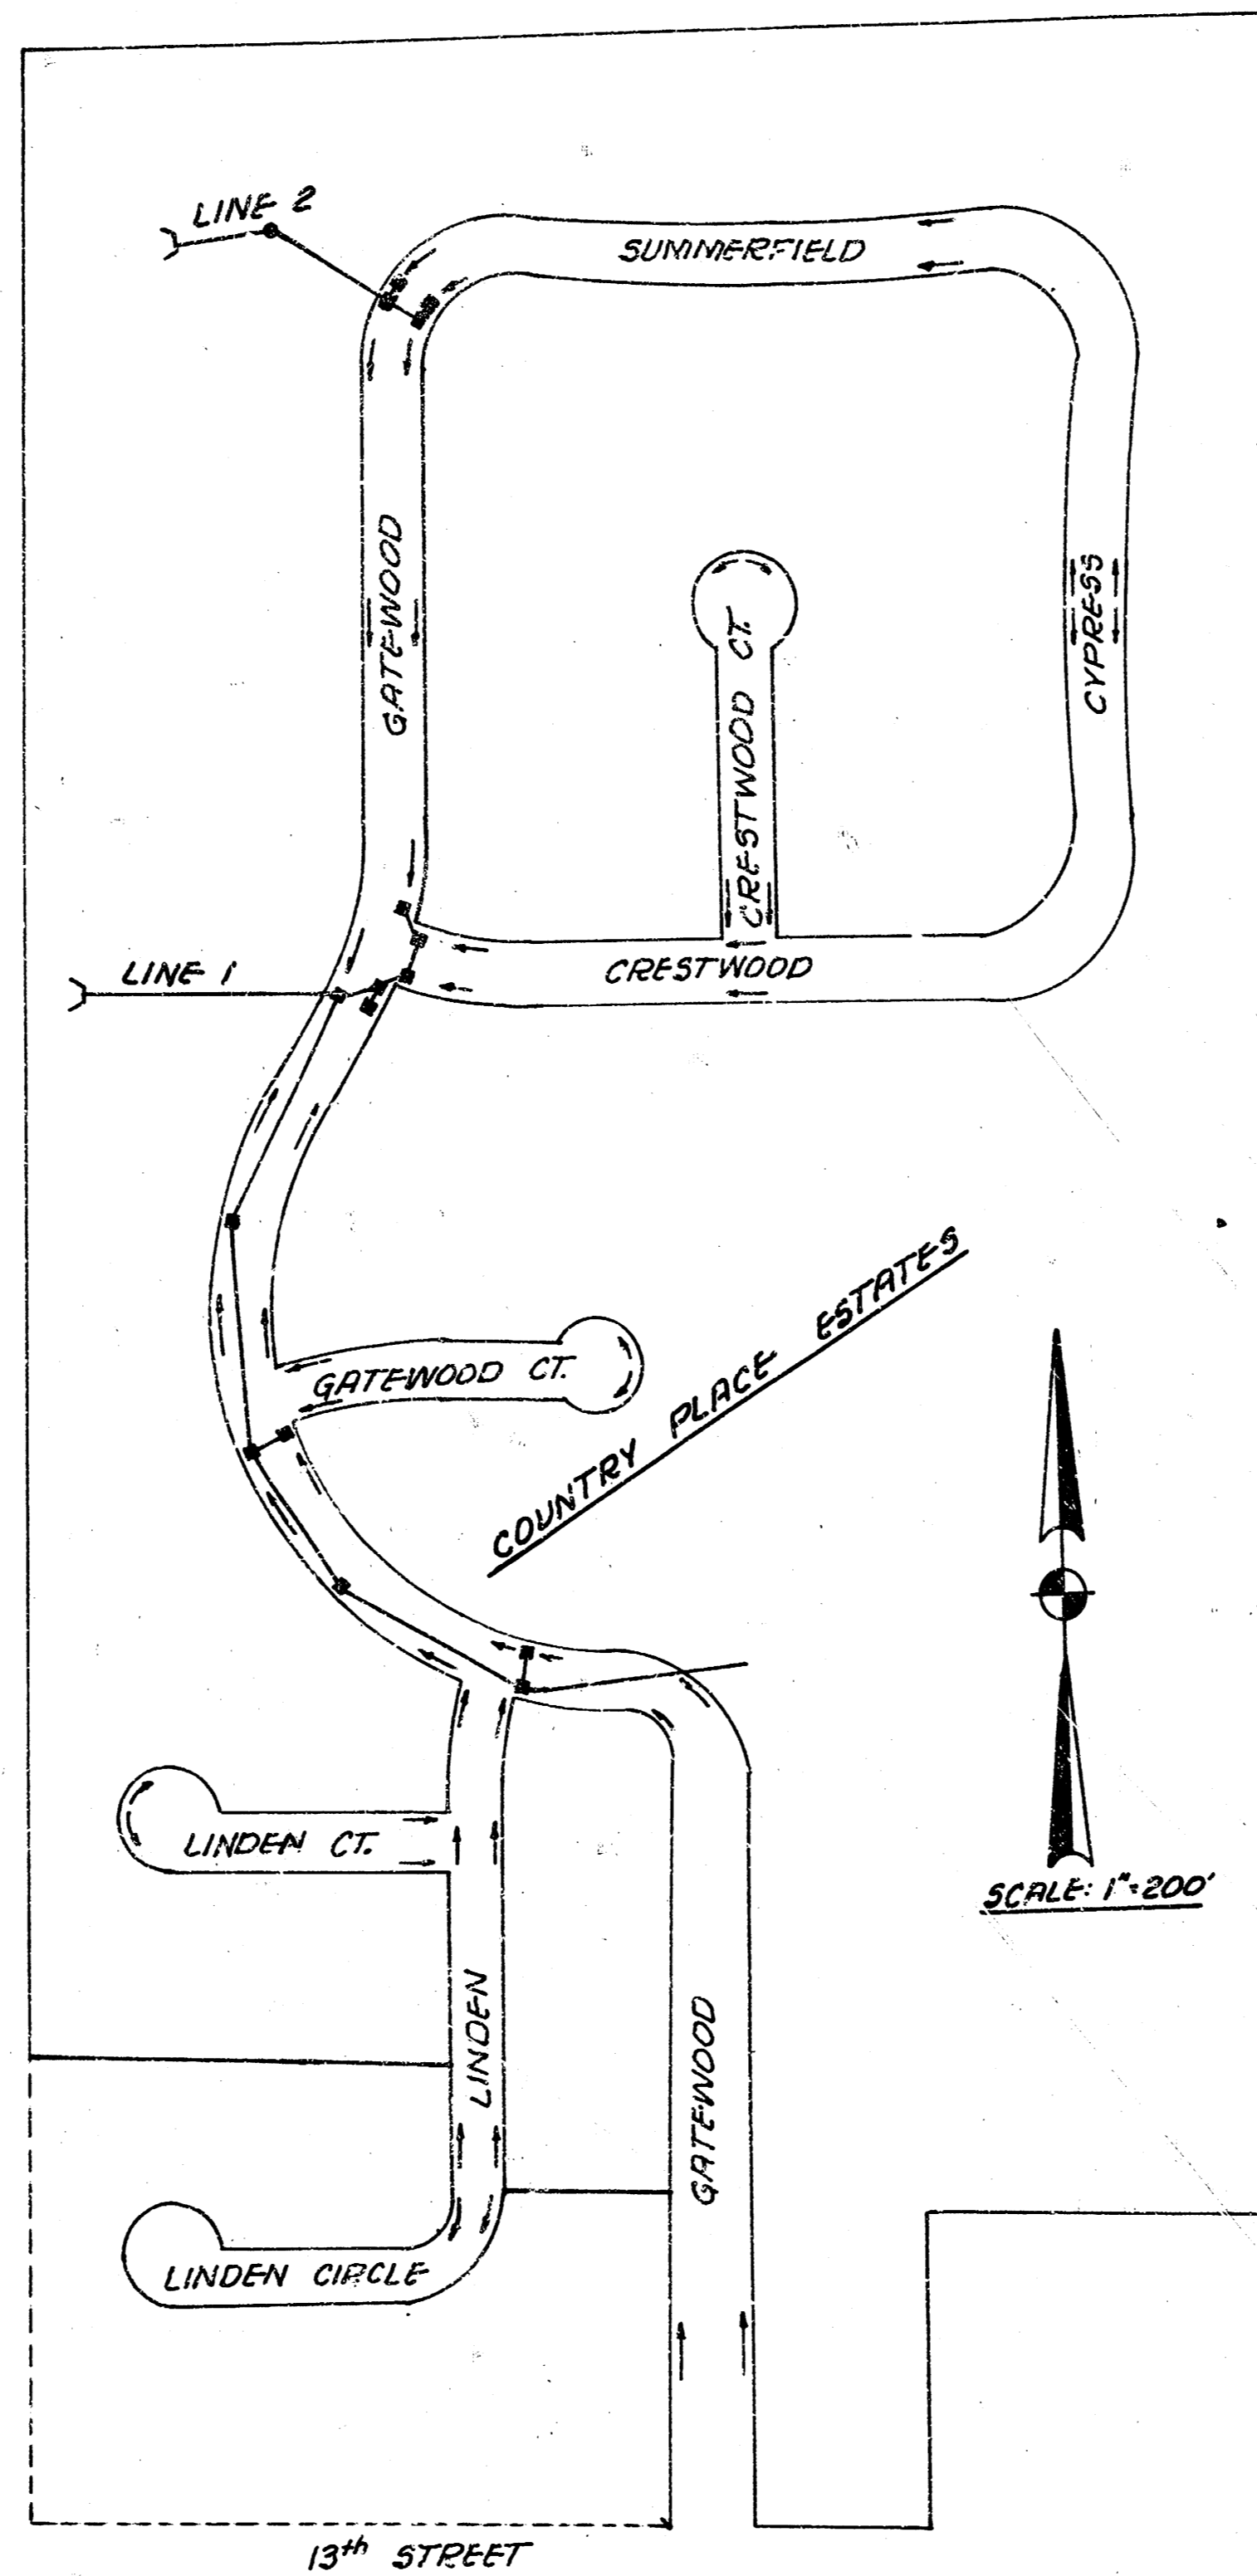 LINE 2
SUMMERFIELD
GATEWOOD
CYPRESS
CRESTWOOD CT.
LINE 1
CRESTWOOD
GATEWOOD CT.
COUNTRY PLACE ESTATES
LINDEN CT.
SCALE: 1"=200'
LINDEN
GATEWOOD
LINDEN CIRCLE
13th STREET